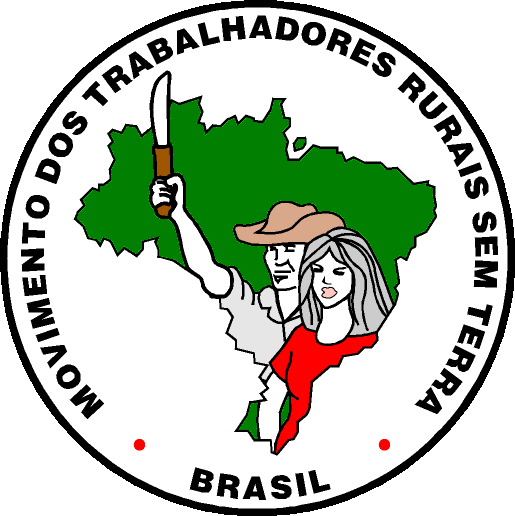 MOVIMENTO DOS TRABALHADORES RURAIS SEM TERRA
BRASIL